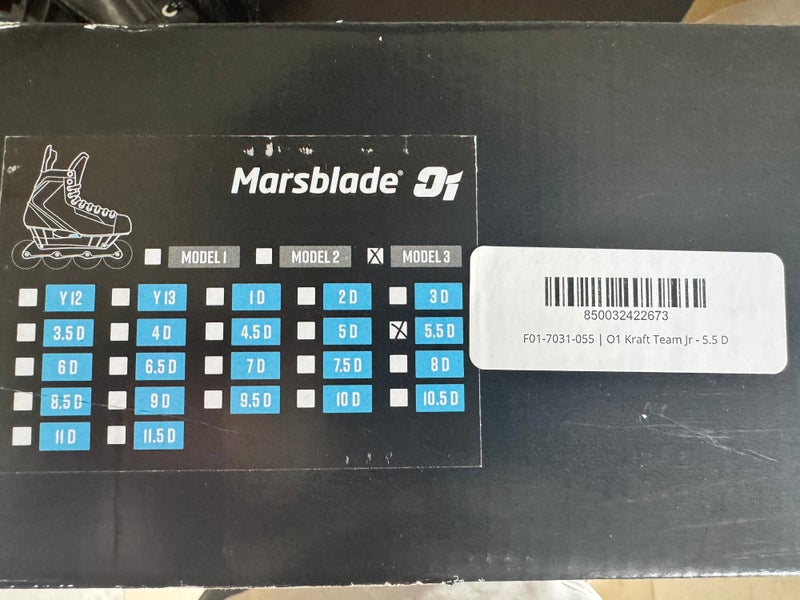 Marsblade® O1
MODEL 1 MODEL 2 X MODEL 3
Y 12 Y 13 1 D 2 D 3 D
3.5 D 4 D 4.5 D 5 D X 5.5 D
6 D 6.5 D 7 D 7.5 D 8 D
8.5 D 9 D 9.5 D 10 D 10.5 D
11 D 11.5 D
850032422673
F01-7031-055 | O1 Kraft Team Jr - 5.5 D